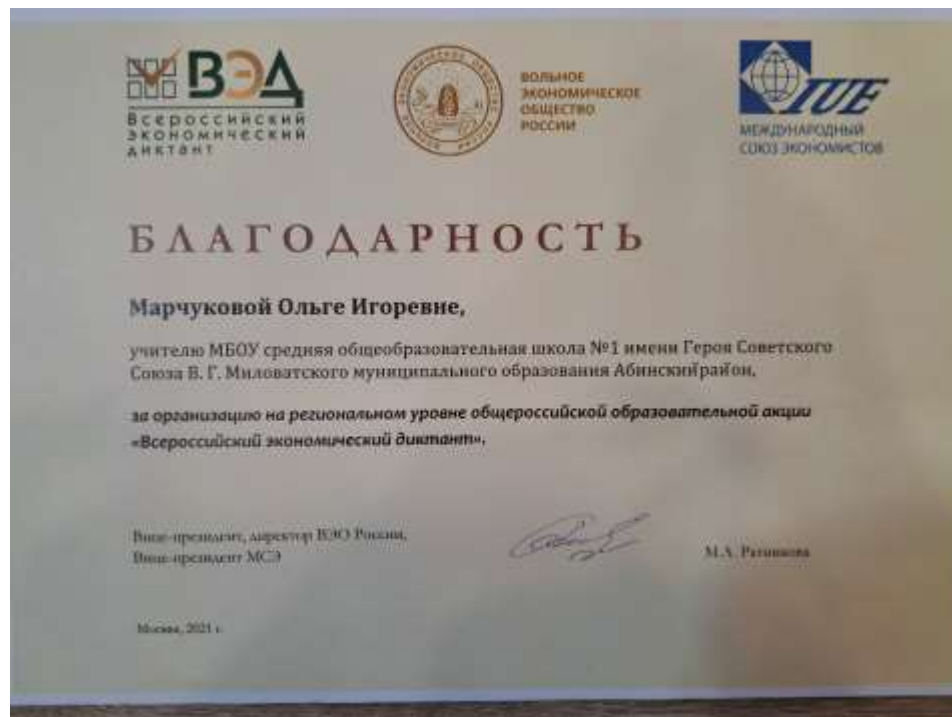 ВЭД
Всероссийский
экономический
диктант
ВОЛЬНОЕ
ЭКОНОМИЧЕСКОЕ
ОБЩЕСТВО
РОССИИ
IUE
МЕЖДУНАРОДНЫЙ
СОЮЗ ЭКОНОМИСТОВ
БЛАГОДАРНОСТЬ
Марчуковой Ольге Игоревне,
учителю МБОУ средняя общеобразовательная школа №1 имени Героя Советского
Союза В. Г. Миловатского муниципального образования Абинский район,
за организацию на региональном уровне общероссийской образовательной акции
«Всероссийский экономический диктант».
Вице-президент, директор ВЭО России,
Вице-президент МСЭ
М.А. Ратникова
Москва, 2021 г.